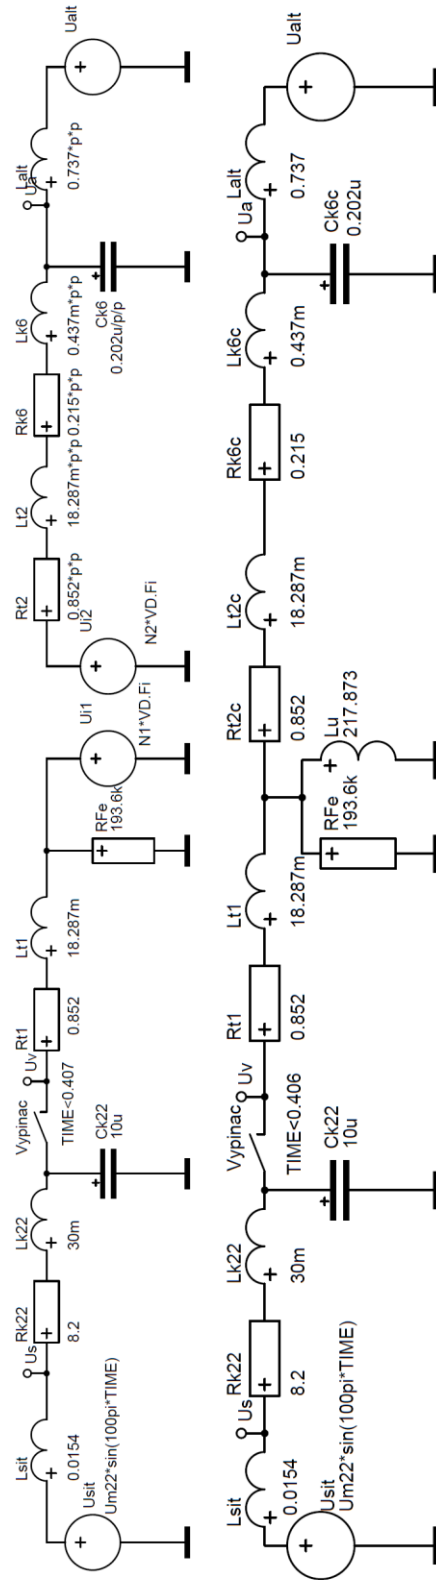 Usit
Um22*sin(100pi*TIME)
Lsit
0.0154
Us
Rk22
8.2
Lk22
30m
Ck22
10u
Vypinac
TIME<0.407
Uv
Rt1
0.852
Lt1
18.287m
RFe
193.6k
Ui1
N1*VD.Fi
Ui2
N2*VD.Fi
Rt2
0.852*p*p
Lt2
18.287m*p*p
Rk6
0.215*p*p
Lk6
0.437m*p*p
Ck6
0.202u/p/p
Ua
Lalt
0.737*p*p
Ualt
Usit
Um22*sin(100pi*TIME)
Lsit
0.0154
Us
Rk22
8.2
Lk22
30m
Ck22
10u
Vypinac
TIME<0.406
Uv
Rt1
0.852
Lt1
18.287m
RFe
193.6k
Lu
217.873
Rt2c
0.852
Lt2c
18.287m
Rk6c
0.215
Lk6c
0.437m
Ck6c
0.202u
Ua
Lalt
0.737
Ualt